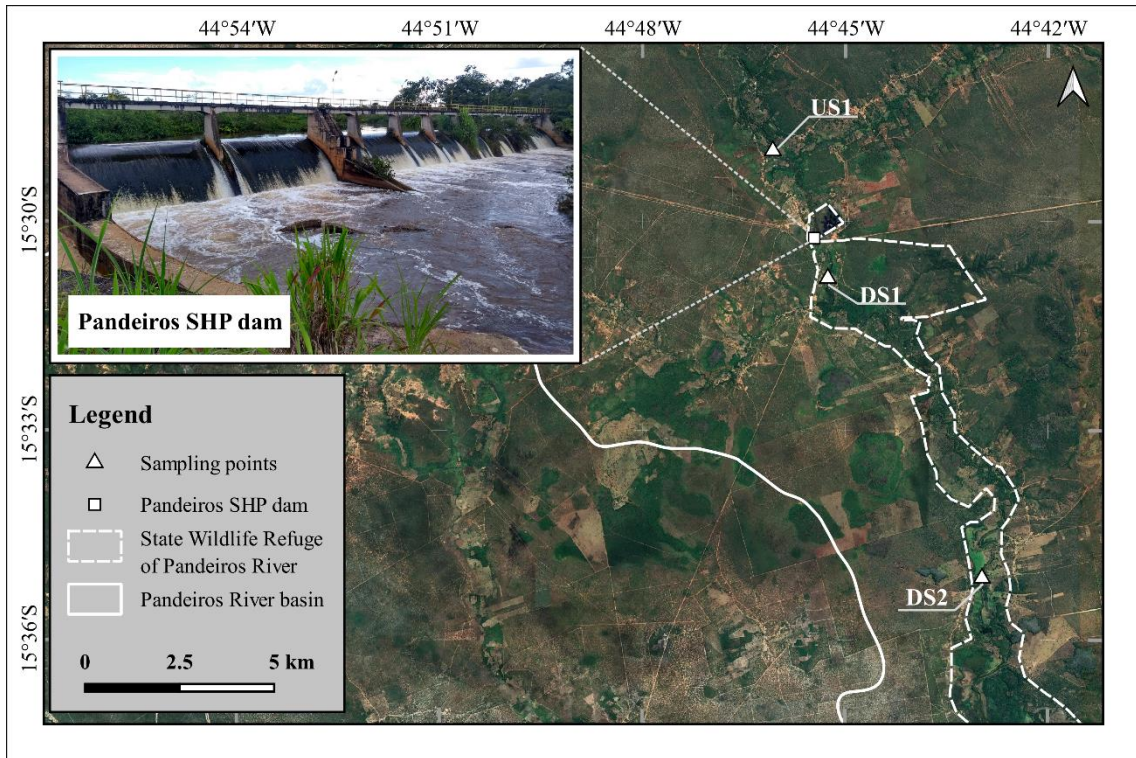 44°54′W 44°51′W 44°48′W 44°45′W 44°42′W
US1
15°30′S
DS1
Pandeiros SHP dam
Legend
15°33′S
Sampling points
Pandeiros SHP dam
State Wildlife Refuge
of Pandeiros River
DS2
Pandeiros River basin
15°36′S
0 2.5 5 km